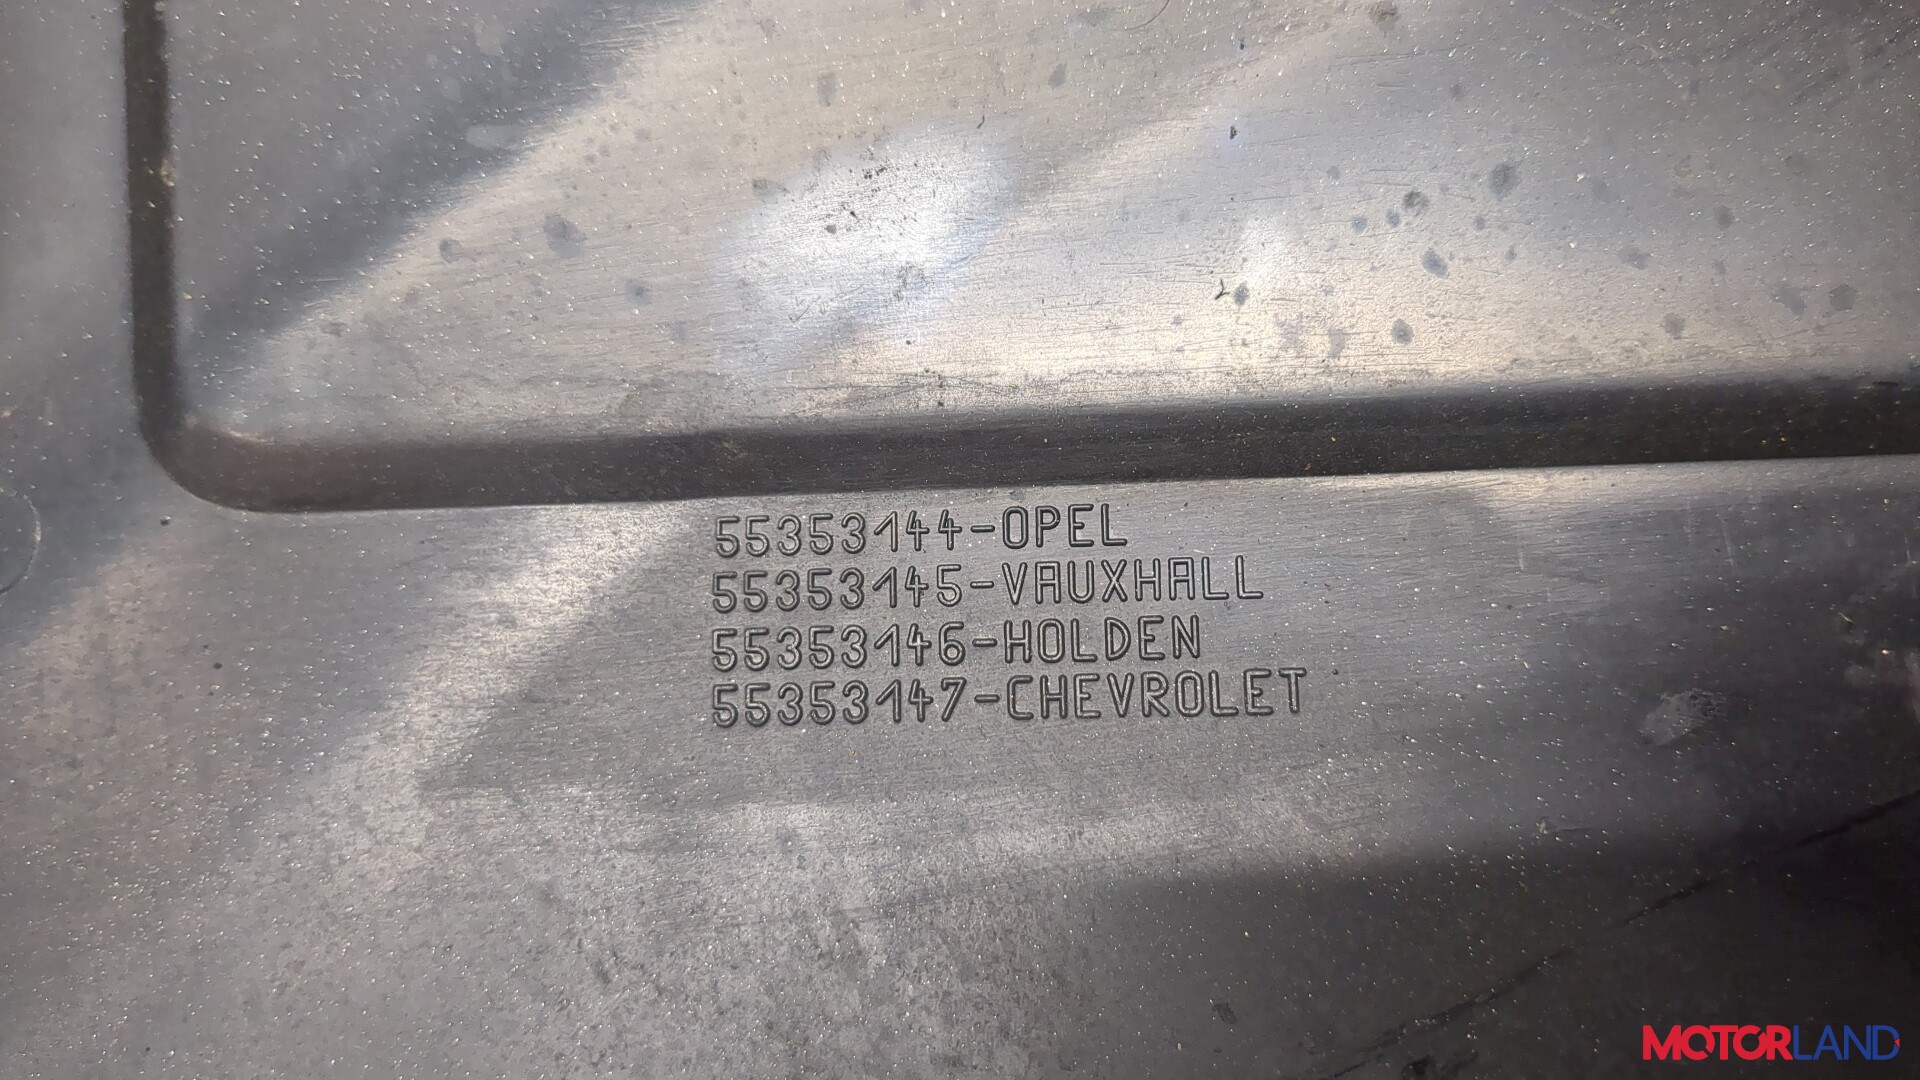 55353144-OPEL
55353145-VAUXHALL
55353146-HOLDEN
55353147-CHEVROLET
MOTORLAND